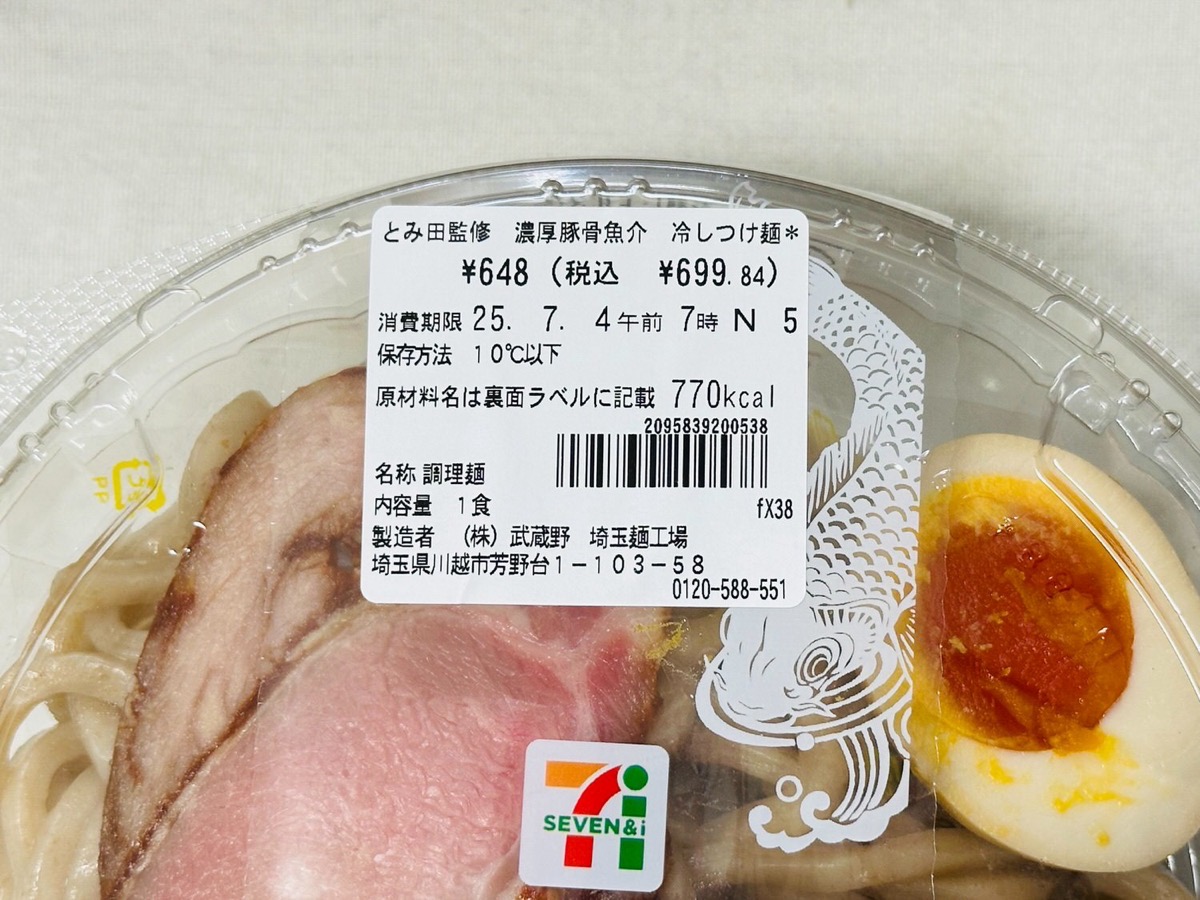 とみ田監修　濃厚豚骨魚介　冷しつけ麺＊
¥648（税込　¥699.84）
消費期限 25. 7. 4午前 7時 N 5
保存方法　１０℃以下
原材料名は裏面ラベルに記載 770kcal
2095839200538
名称 調理麺
内容量　１食
fX38
製造者　（株）武蔵野　埼玉麺工場
埼玉県川越市芳野台１－１０３－５８
0120-588-551
PP
7
SEVEN&i